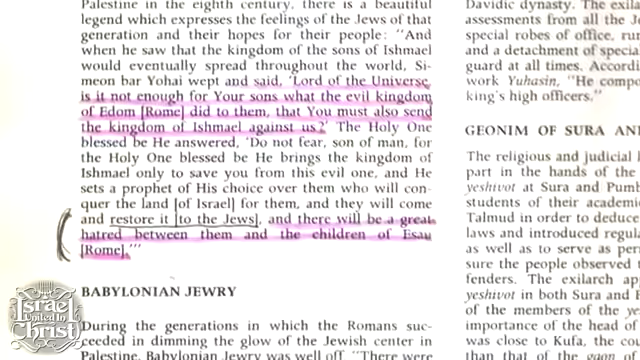 Palestine in the eighth century, there is a beautiful
legend which expresses the feelings of the Jews of that
generation and their hopes for their people: "And
when he saw that the kingdom of the sons of Ishmael
would eventually spread throughout the world, Si-
meon bar Yohai wept and said, 'Lord of the Universe,
is it not enough for Your sons what the evil kingdom
of Edom [Rome] did to them, that You must also send
the kingdom of Ishmael against us?' The Holy One
blessed be He answered, 'Do not fear, son of man, for
the Holy One blessed be He brings the kingdom of
Ishmael only to save you from this evil one, and He
sets a prophet of His choice over them who will con-
quer the land [of Israel] for them, and they will come
and restore it [to the Jews], and there will be a great
hatred between them and the children of Esau
[Rome].'"
BABYLONIAN JEWRY
During the generations in which the Romans suc-
ceeded in dimming the glow of the Jewish center in
Palestine, Babylonian Jewry was well off. "There were
Davidic dynasty. The
assessments from all the
special robes of office,
and a detachment of special
guard at all times.
work Yuhasin, "He
king's high officers."
GEONIM OF SURA
The religious and judicial
part in the hands of the
yeshivot at Sura and
students of their
Talmud in order to deduce
laws and introduced
as well as to serve as
sure the people observed
fenders. The exilarch
yeshivot in both Sura and
of the members of the
importance of the head of
was close to Kufa, the
than that of the gaon
Israel
United In
Christ